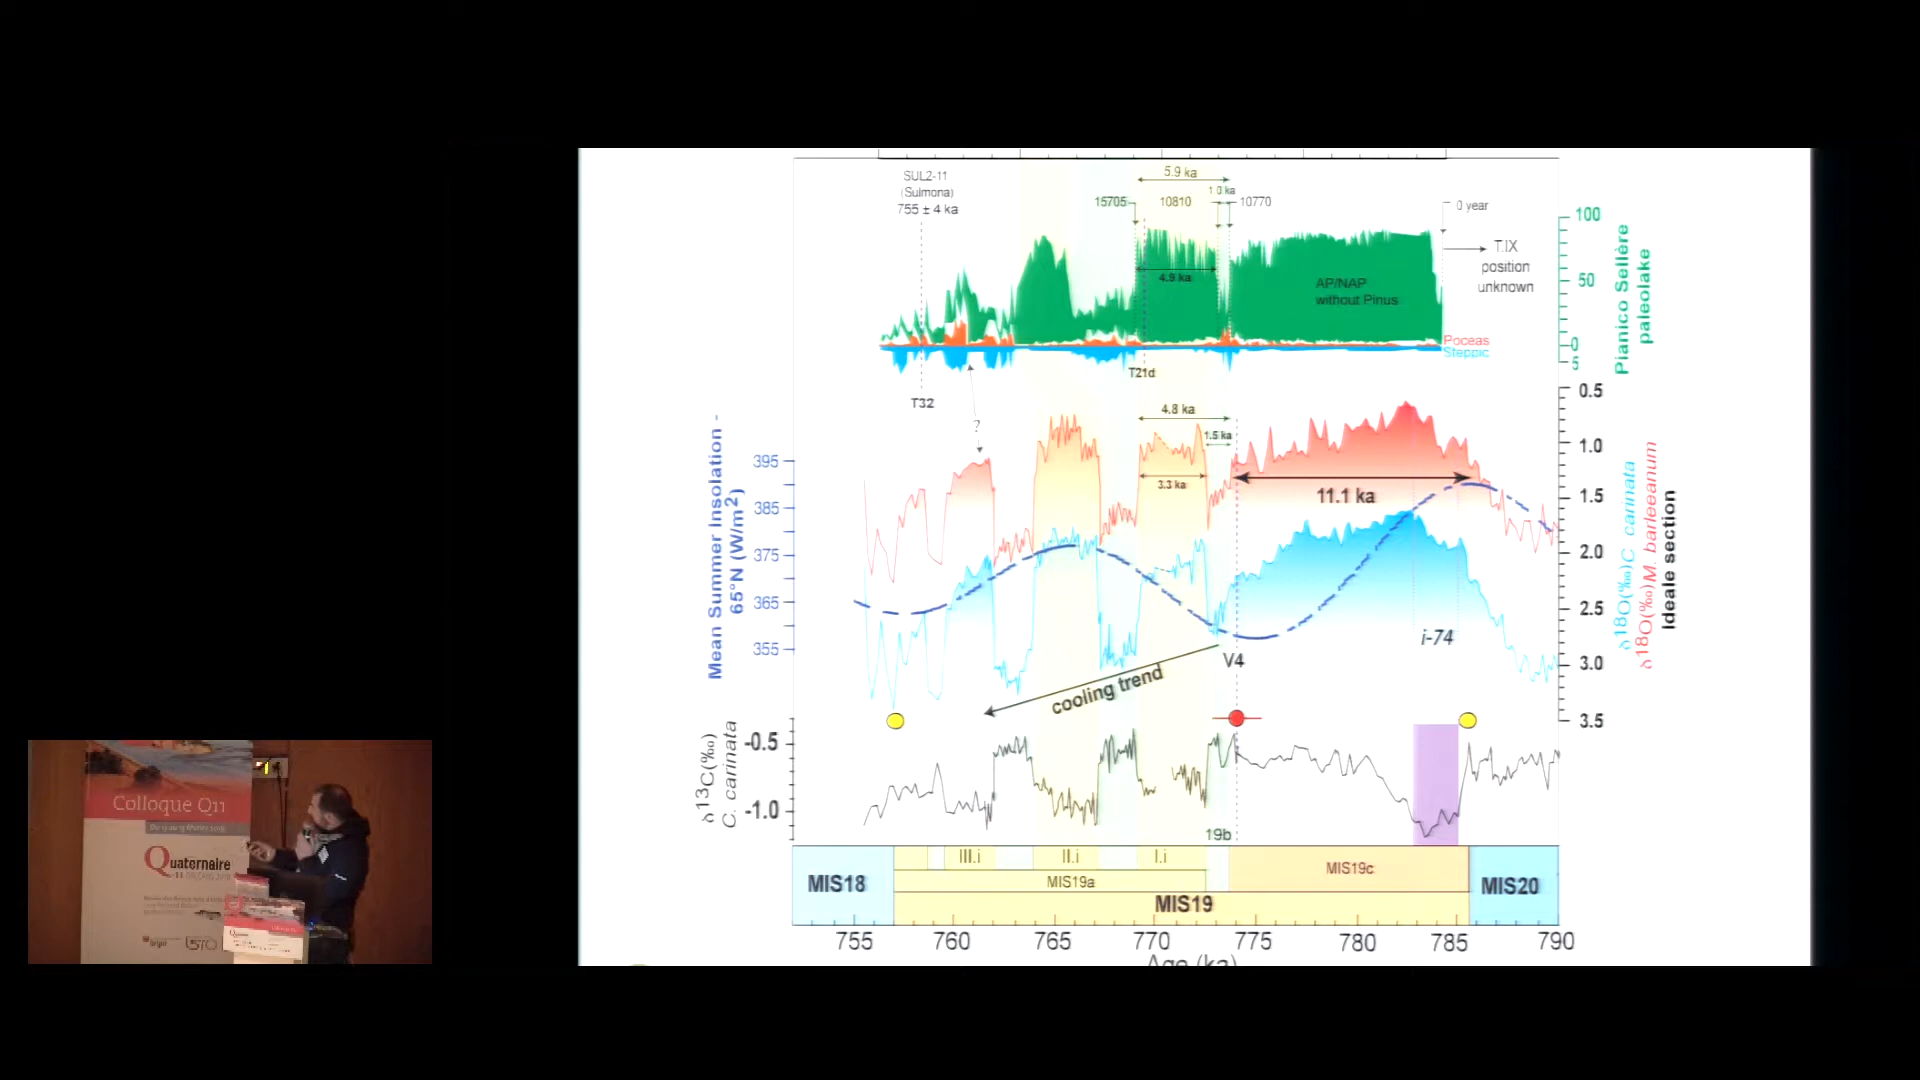 SUL2-11
(Sulmona)
755 ± 4 ka
5.9 ka
1.0 ka
15705
10810
10770
0 year
T.IX
position
unknown
4.9 ka
AP/NAP
without Pinus
100
50
0
5
Poceas
Steppic
Pianico Sellère
paleolake
T21d
T32
?
4.8 ka
1.5 ka
3.3 ka
11.1 ka
Mean Summer Insolation -
65°N (W/m2)
395
385
375
365
355
0.5
1.0
1.5
2.0
2.5
3.0
3.5
δ18O(‰)C carinata
δ18O(‰)M. barleeanum
Ideale section
i-74
V4
cooling trend
δ13C(‰)
C. carinata
-0.5
-1.0
19b
III.i
II.i
I.i
MIS19c
MIS19a
MIS18
MIS19
MIS20
755
760
765
770
775
780
785
790
Age (ka)
Colloque Q11
Quaternaire